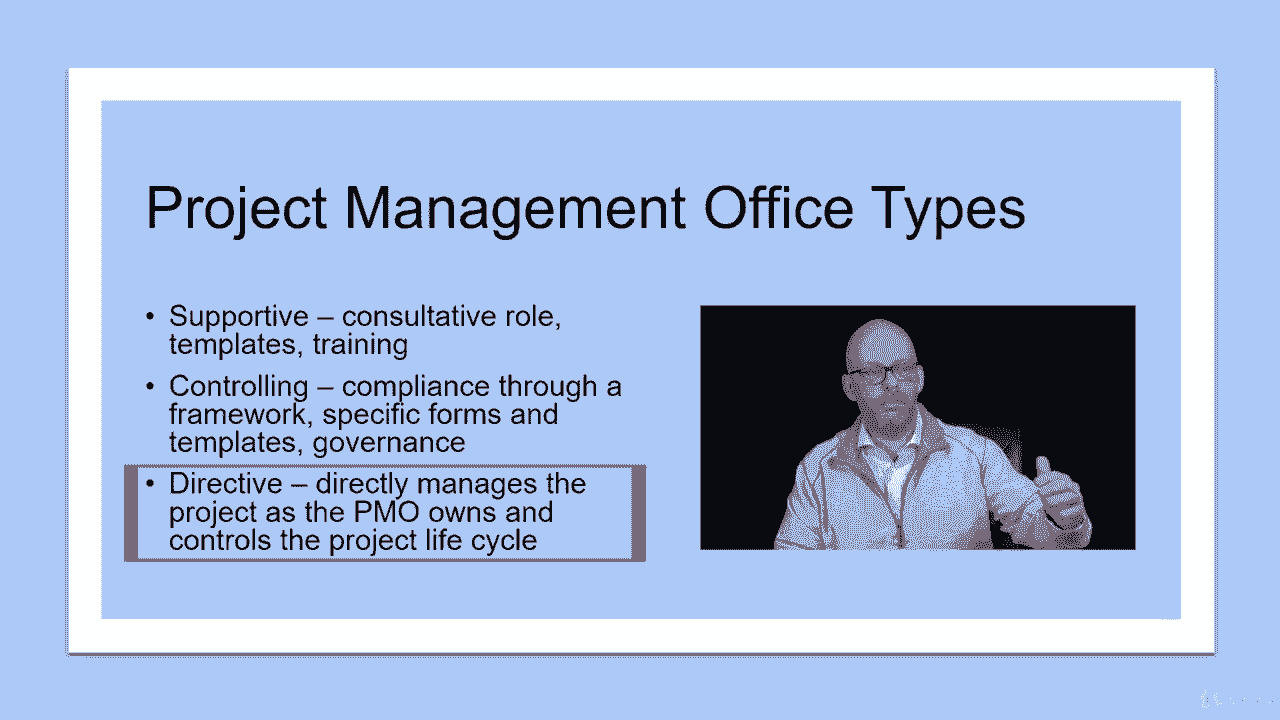 Project Management Office Types
• Supportive – consultative role,
templates, training
• Controlling – compliance through a
framework, specific forms and
templates, governance
• Directive – directly manages the
project as the PMO owns and
controls the project life cycle